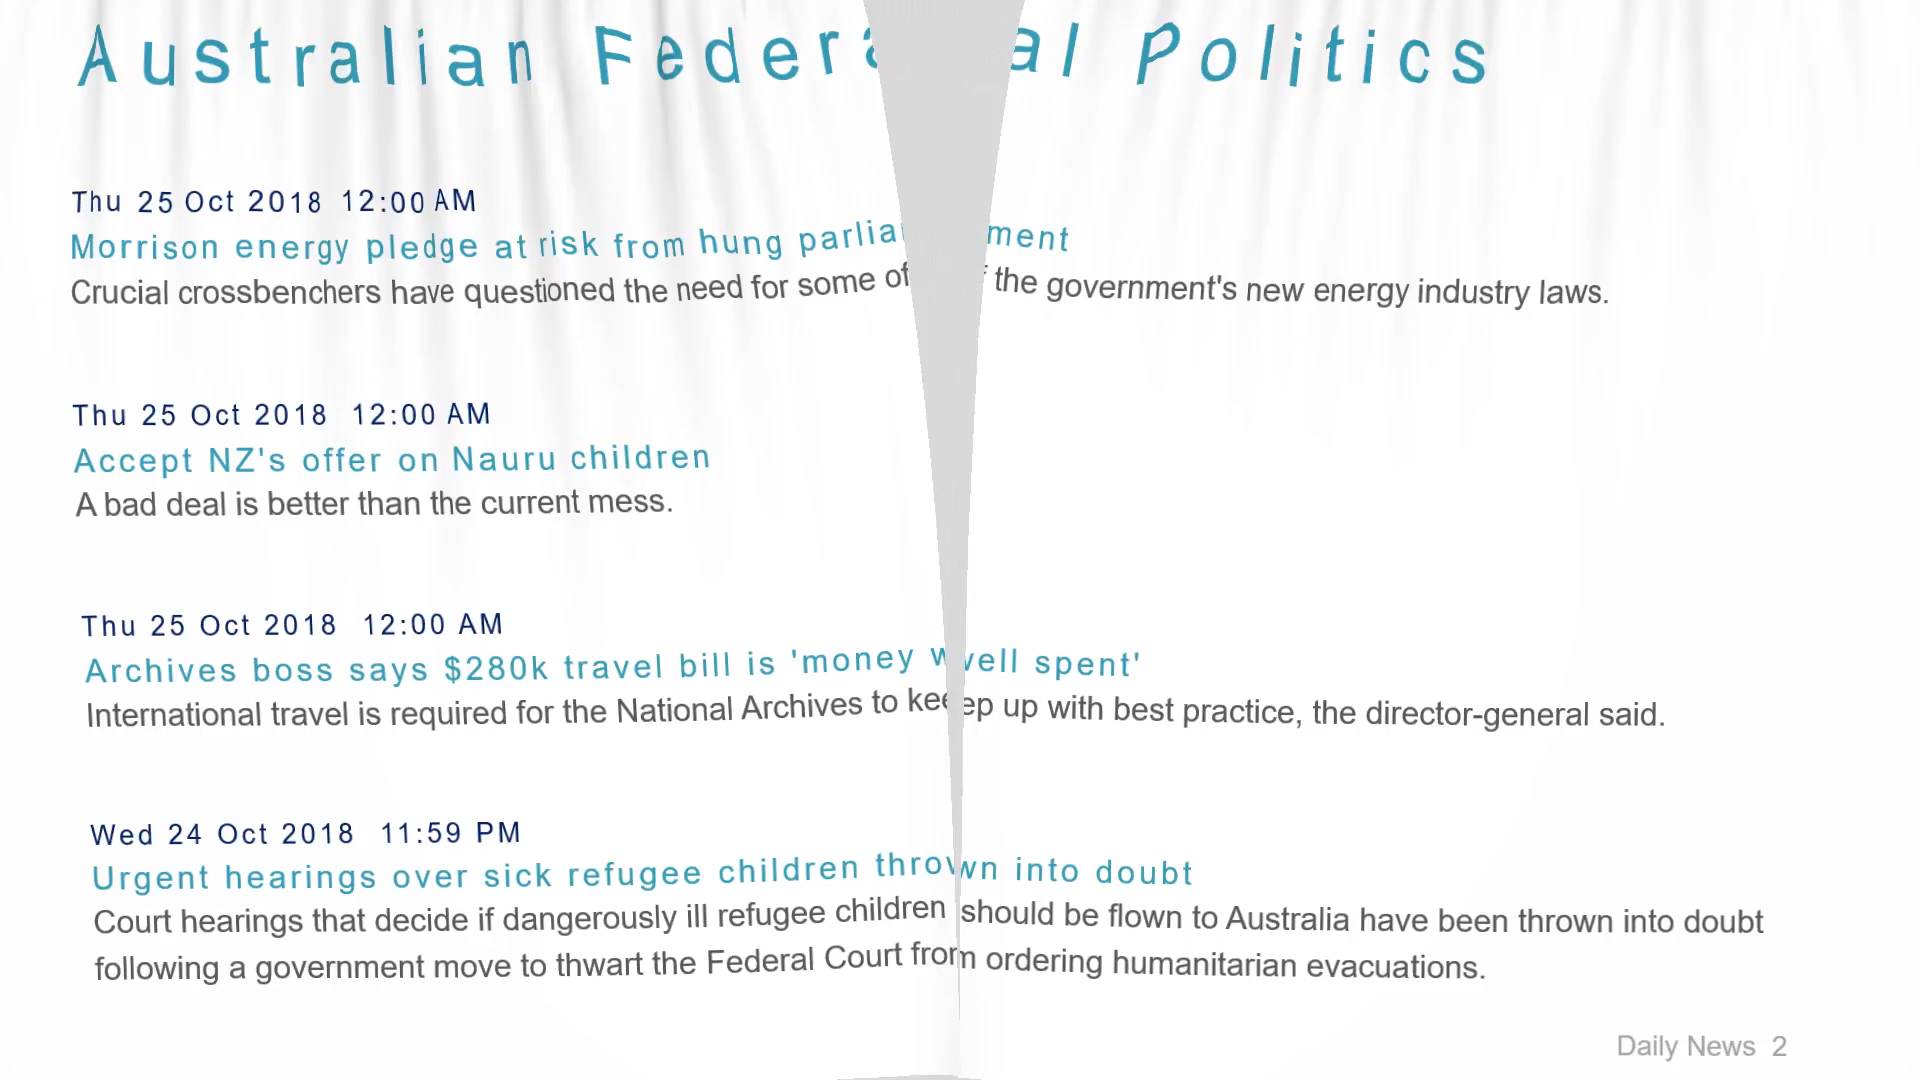 Australian Federal Politics
Thu 25 Oct 2018 12:00 AM
Morrison energy pledge at risk from hung parliament
Crucial crossbenchers have questioned the need for some of the government's new energy industry laws.
Thu 25 Oct 2018 12:00 AM
Accept NZ's offer on Nauru children
A bad deal is better than the current mess.
Thu 25 Oct 2018 12:00 AM
Archives boss says $280k travel bill is 'money well spent'
International travel is required for the National Archives to keep up with best practice, the director-general said.
Wed 24 Oct 2018 11:59 PM
Urgent hearings over sick refugee children thrown into doubt
Court hearings that decide if dangerously ill refugee children should be flown to Australia have been thrown into doubt
following a government move to thwart the Federal Court from ordering humanitarian evacuations.
Daily News 2